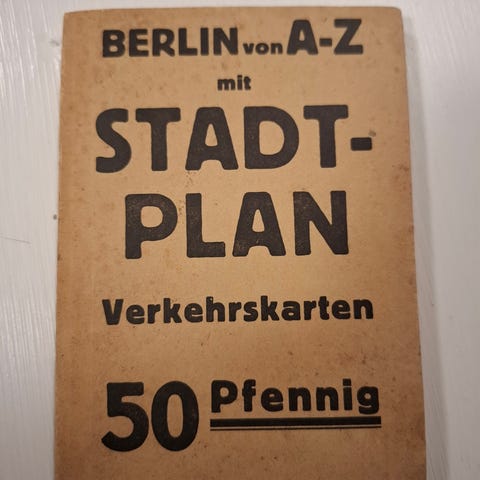 BERLIN von A-Z
mit
STADT-
PLAN
Verkehrskarten
50 Pfennig